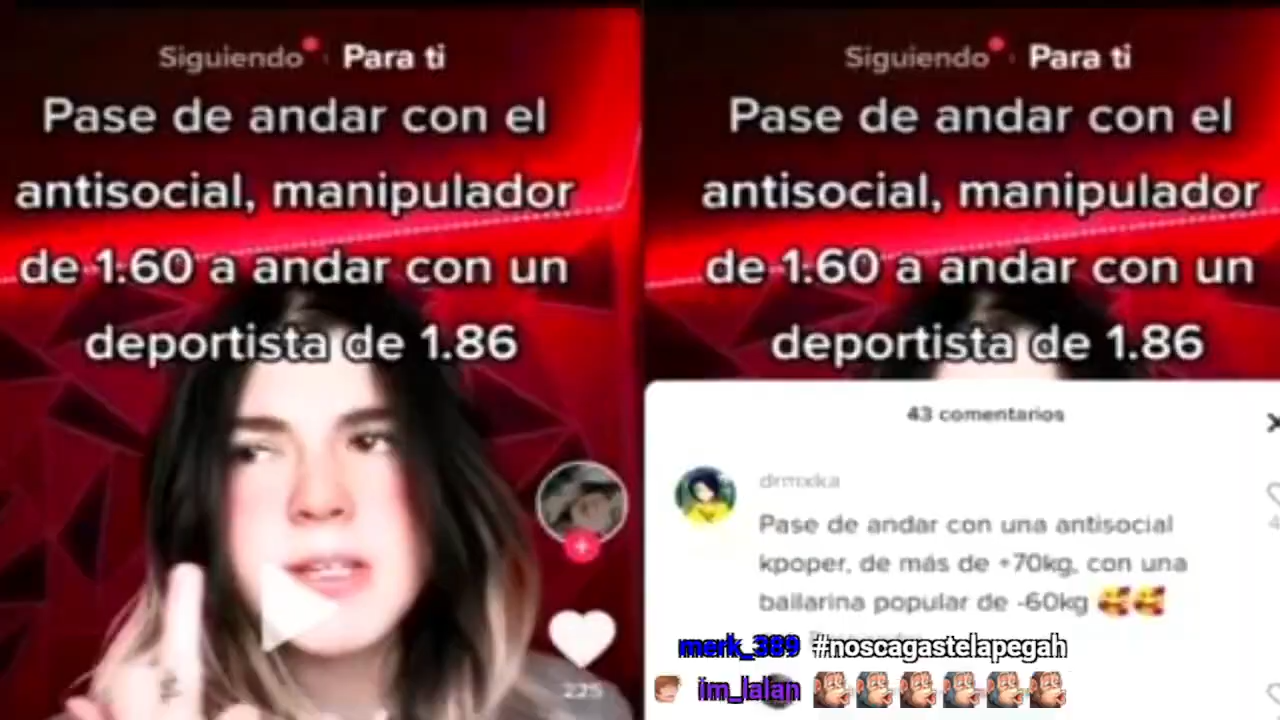 Siguiendo Para ti
Pase de andar con el
antisocial, manipulador
de 1.60 a andar con un
deportista de 1.86
225
Siguiendo Para ti
Pase de andar con el
antisocial, manipulador
de 1.60 a andar con un
deportista de 1.86
43 comentarios
drmxka
Pase de andar con una antisocial
kpoper, de más de +70kg, con una
bailarina popular de -60kg
merk_389 #noscagastelapegah
im_lalan